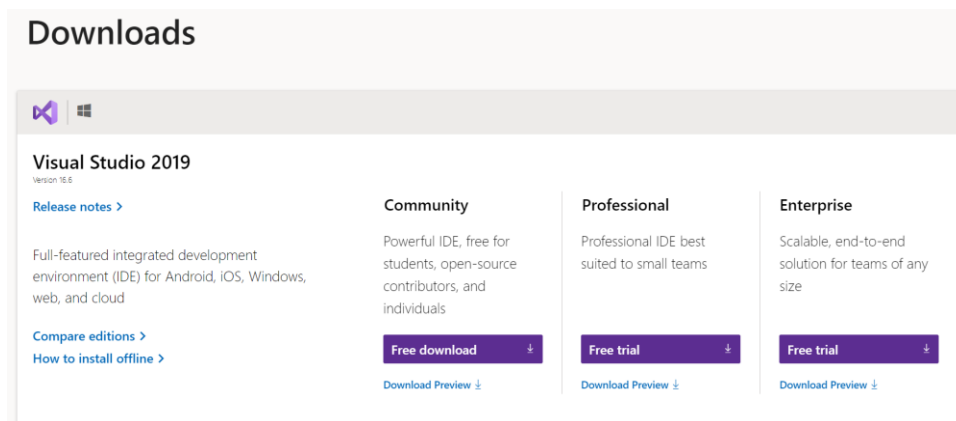 Downloads
Visual Studio 2019
Version 16.6
Release notes >
Full-featured integrated development
environment (IDE) for Android, iOS, Windows,
web, and cloud
Compare editions >
How to install offline >
Community
Powerful IDE, free for
students, open-source
contributors, and
individuals
Free download
Download Preview
Professional
Professional IDE best
suited to small teams
Free trial
Download Preview
Enterprise
Scalable, end-to-end
solution for teams of any
size
Free trial
Download Preview